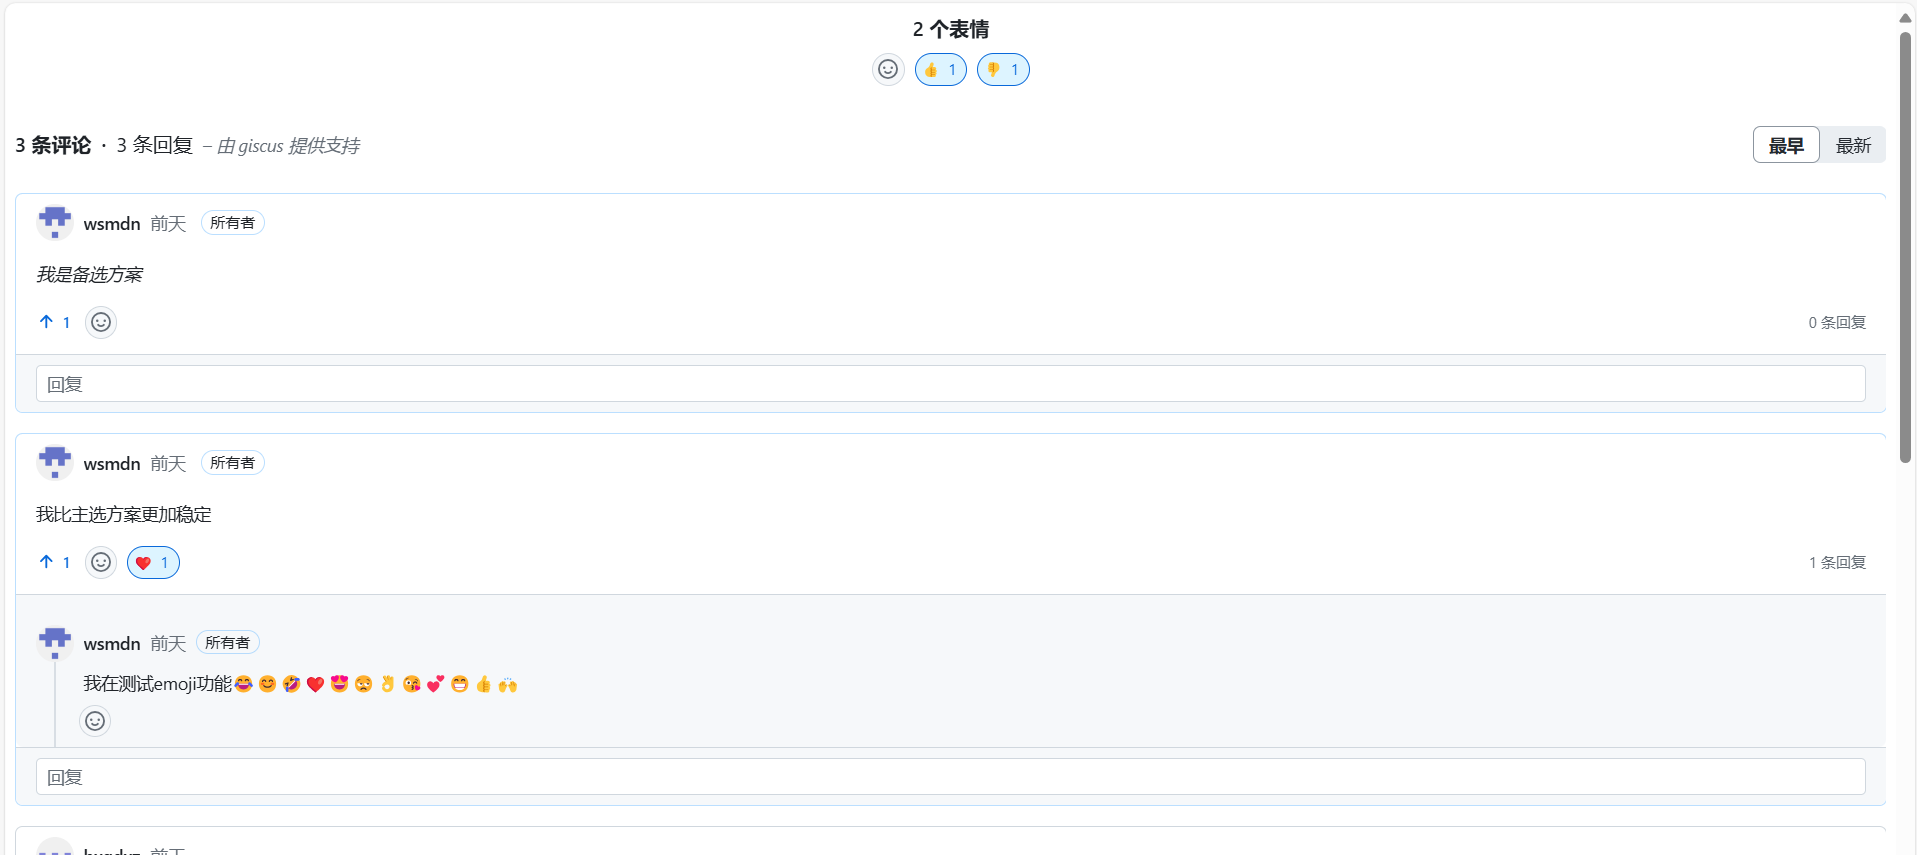 2 个表情
👍 1 👎 1
3 条评论 · 3 条回复 – 由 giscus 提供支持
最早 最新
wsmdn 前天 所有者
我是备选方案
↑ 1
0 条回复
回复
wsmdn 前天 所有者
我比主选方案更加稳定
↑ 1 ❤️ 1
1 条回复
wsmdn 前天 所有者
我在测试emoji功能😂😊🤣❤️😍😒👌😘💕😁👍🙌
回复
前天